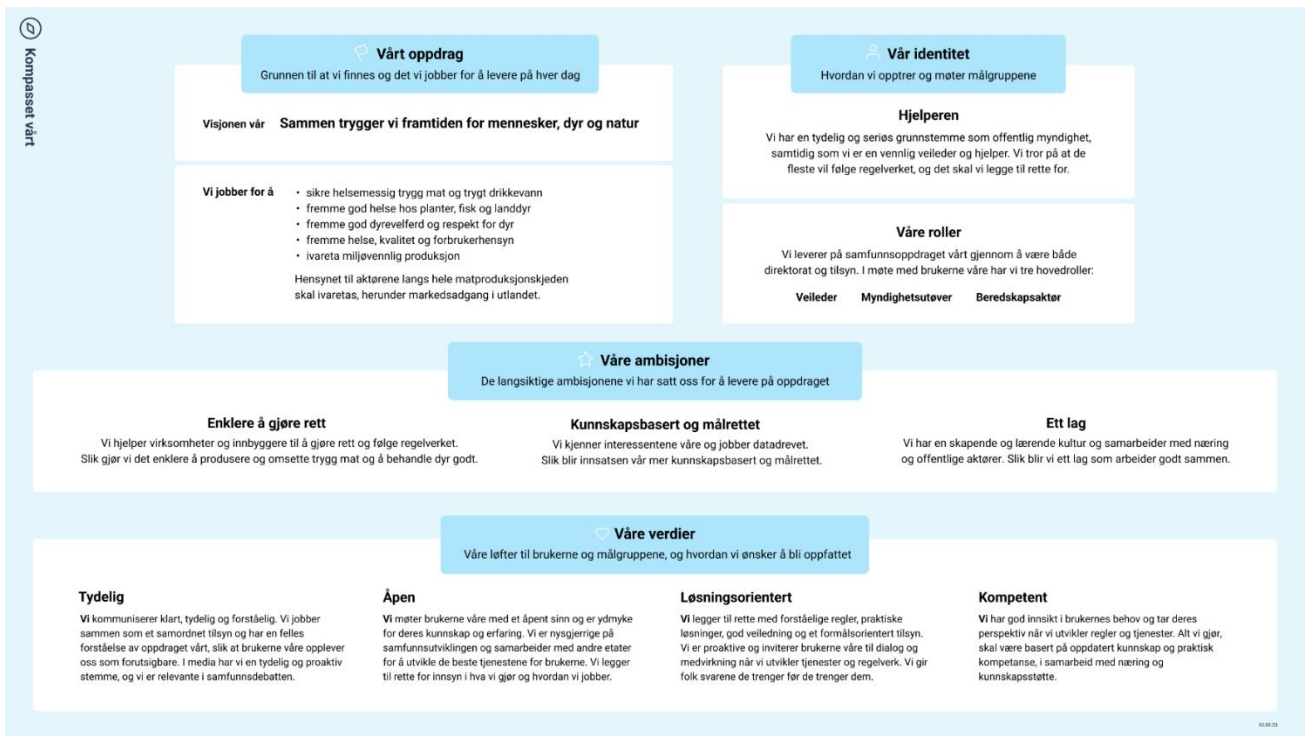 Kompasset vårt
Vårt oppdrag
Grunnen til at vi finnes og det vi jobber for å levere på hver dag
Visjonen vår Sammen trygger vi framtiden for mennesker, dyr og natur
Vi jobber for å
• sikre helsemessig trygg mat og trygt drikkevann
• fremme god helse hos planter, fisk og landdyr
• fremme god dyrevelferd og respekt for dyr
• fremme helse, kvalitet og forbrukerhensyn
• ivareta miljøvennlig produksjon
Hensynet til aktørene langs hele matproduksjonskjeden
skal ivaretas, herunder markedsadgang i utlandet.
Vår identitet
Hvordan vi opptrer og møter målgruppene
Hjelperen
Vi har en tydelig og seriøs grunnstemme som offentlig myndighet,
samtidig som vi er en vennlig veileder og hjelper. Vi tror på at de
fleste vil følge regelverket, og det skal vi legge til rette for.
Våre roller
Vi leverer på samfunnsoppdraget vårt gjennom å være både
direktorat og tilsyn. I møte med brukerne våre har vi tre hovedroller:
Veileder Myndighetsutøver Beredskapsaktør
Våre ambisjoner
De langsiktige ambisjonene vi har satt oss for å levere på oppdraget
Enklere å gjøre rett
Vi hjelper virksomheter og innbyggere til å gjøre rett og følge regelverket.
Slik gjør vi det enklere å produsere og omsette trygg mat og å behandle dyr godt.
Kunnskapsbasert og målrettet
Vi kjenner interessentene våre og jobber datadrevet.
Slik blir innsatsen vår mer kunnskapsbasert og målrettet.
Ett lag
Vi har en skapende og lærende kultur og samarbeider med næring
og offentlige aktører. Slik blir vi ett lag som arbeider godt sammen.
Våre verdier
Våre løfter til brukerne og målgruppene, og hvordan vi ønsker å bli oppfattet
Tydelig
Vi kommuniserer klart, tydelig og forståelig. Vi jobber
sammen som et samordnet tilsyn og har en felles
forståelse av oppdraget vårt, slik at brukerne våre opplever
oss som forutsigbare. I media har vi en tydelig og proaktiv
stemme, og vi er relevante i samfunnsdebatten.
Åpen
Vi møter brukerne våre med et åpent sinn og er ydmyke
for deres kunnskap og erfaring. Vi er nysgjerrige på
samfunnsutviklingen og samarbeider med andre etater
for å utvikle de beste tjenestene for brukerne. Vi legger
til rette for innsyn i hva vi gjør og hvordan vi jobber.
Løsningsorientert
Vi legger til rette med forståelige regler, praktiske
løsninger, god veiledning og et formålsorientert tilsyn.
Vi er proaktive og inviterer brukerne våre til dialog og
medvirkning når vi utvikler tjenester og regelverk. Vi gir
folk svarene de trenger før de trenger dem.
Kompetent
Vi har god innsikt i brukernes behov og tar deres
perspektiv når vi utvikler regler og tjenester. Alt vi gjør,
skal være basert på oppdatert kunnskap og praktisk
kompetanse, i samarbeid med næring og
kunnskapsstøtte.